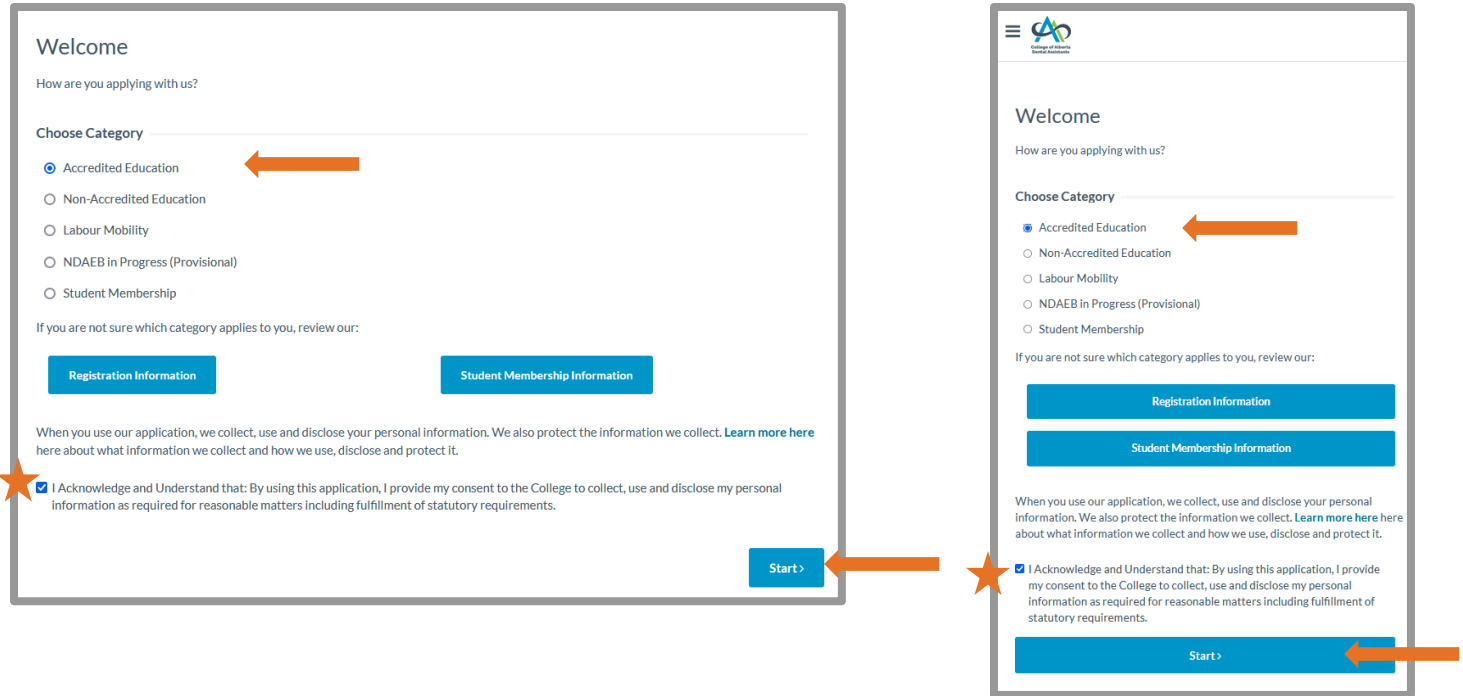 Welcome
How are you applying with us?
Choose Category
Accredited Education
Non-Accredited Education
Labour Mobility
NDAEB in Progress (Provisional)
Student Membership
If you are not sure which category applies to you, review our:
Registration Information
Student Membership Information
When you use our application, we collect, use and disclose your personal information. We also protect the information we collect. Learn more here
here about what information we collect and how we use, disclose and protect it.
I Acknowledge and Understand that: By using this application, I provide my consent to the College to collect, use and disclose my personal
information as required for reasonable matters including fulfillment of statutory requirements.
Start >
College of Alberta
Dental Assistants
Welcome
How are you applying with us?
Choose Category
Accredited Education
Non-Accredited Education
Labour Mobility
NDAEB in Progress (Provisional)
Student Membership
If you are not sure which category applies to you, review our:
Registration Information
Student Membership Information
When you use our application, we collect, use and disclose your personal
information. We also protect the information we collect. Learn more here here
about what information we collect and how we use, disclose and protect it.
I Acknowledge and Understand that: By using this application, I provide
my consent to the College to collect, use and disclose my personal
information as required for reasonable matters including fulfillment of
statutory requirements.
Start >